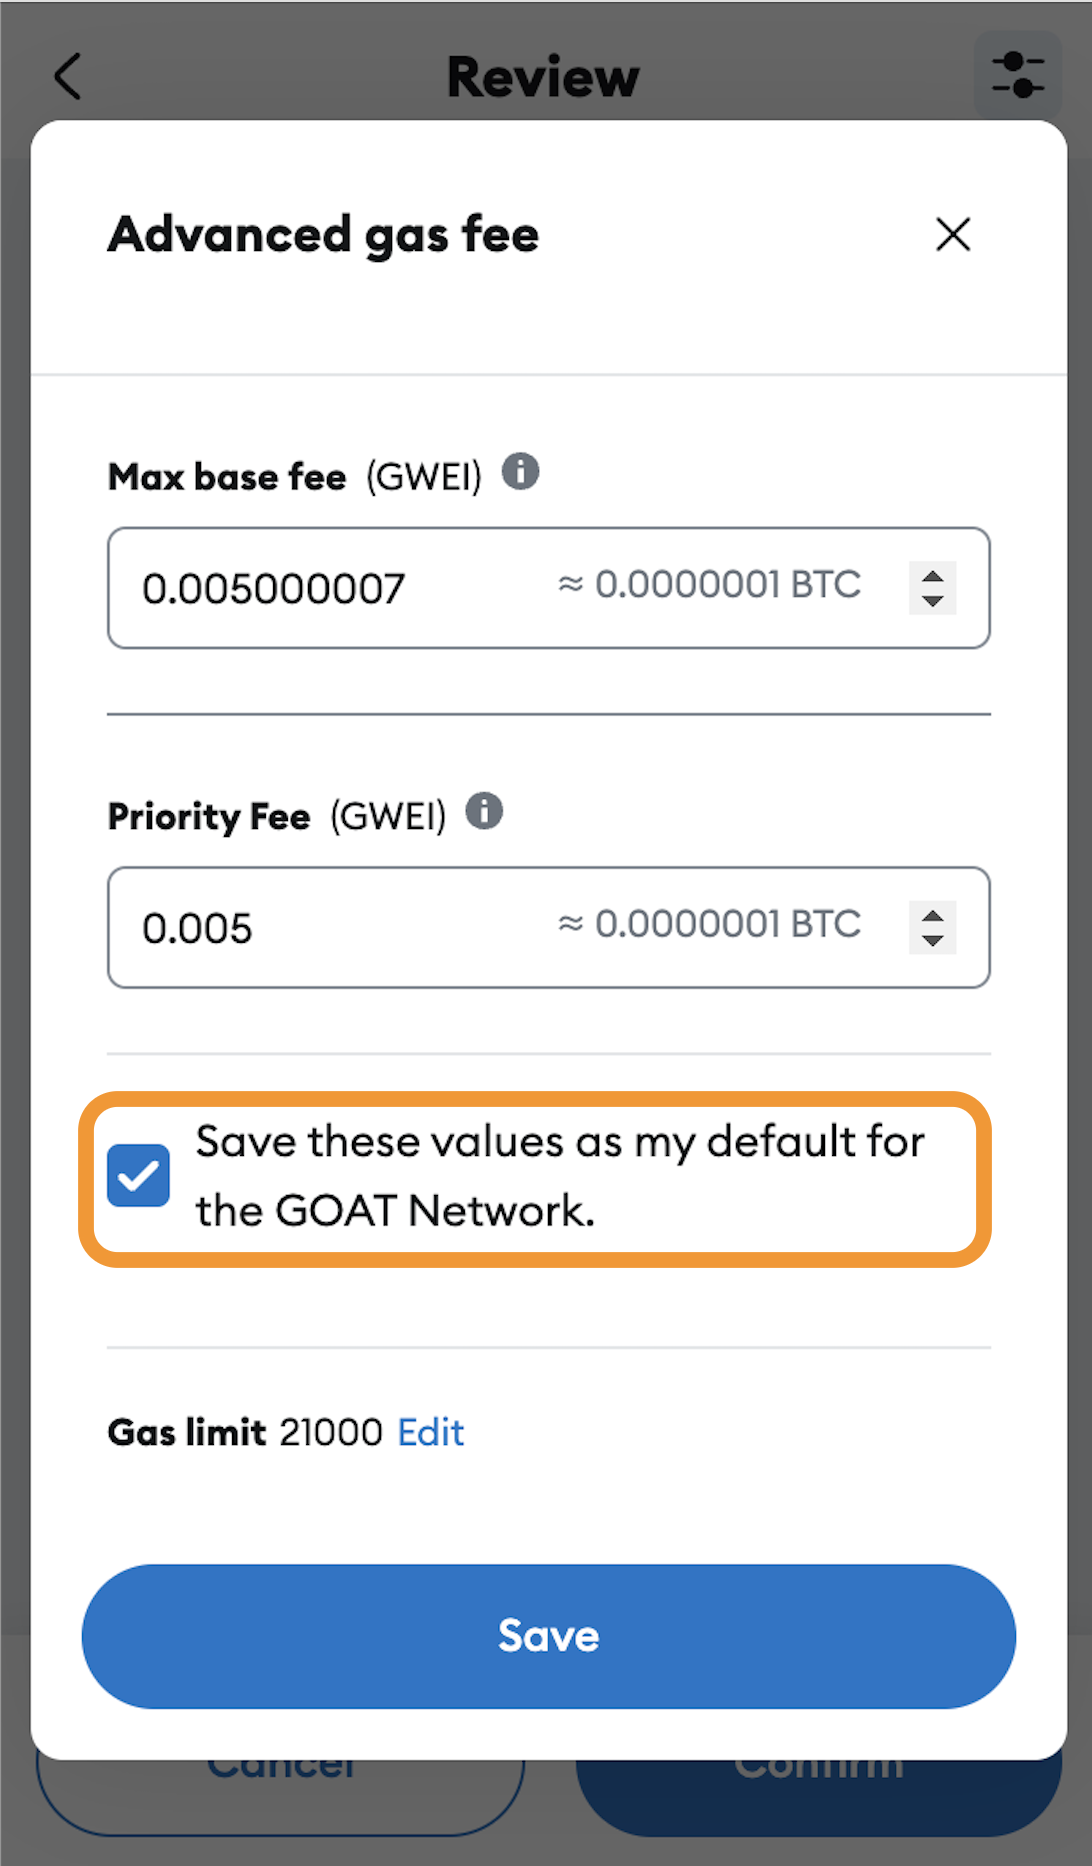 Review
Advanced gas fee
Max base fee (GWEI)
0.005000007 ≈ 0.0000001 BTC
Priority Fee (GWEI)
0.005 ≈ 0.0000001 BTC
Save these values as my default for
the GOAT Network.
Gas limit 21000 Edit
Save
Cancel Confirm